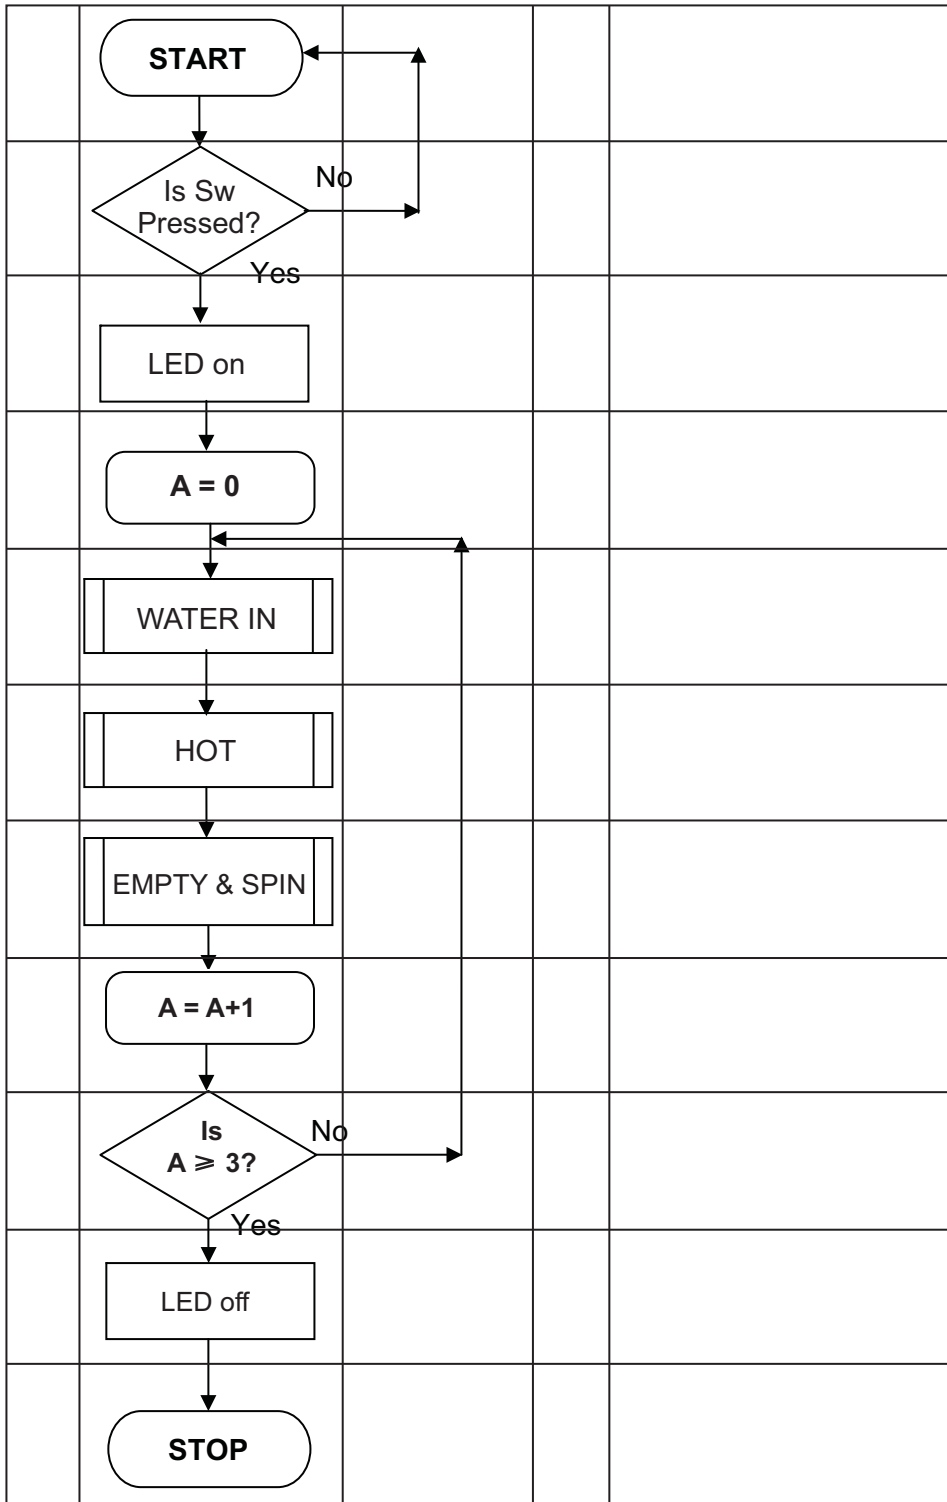 START
Is Sw
Pressed?
No
Yes
LED on
A = 0
WATER IN
HOT
EMPTY & SPIN
A = A+1
Is
A ⩾ 3?
No
Yes
LED off
STOP